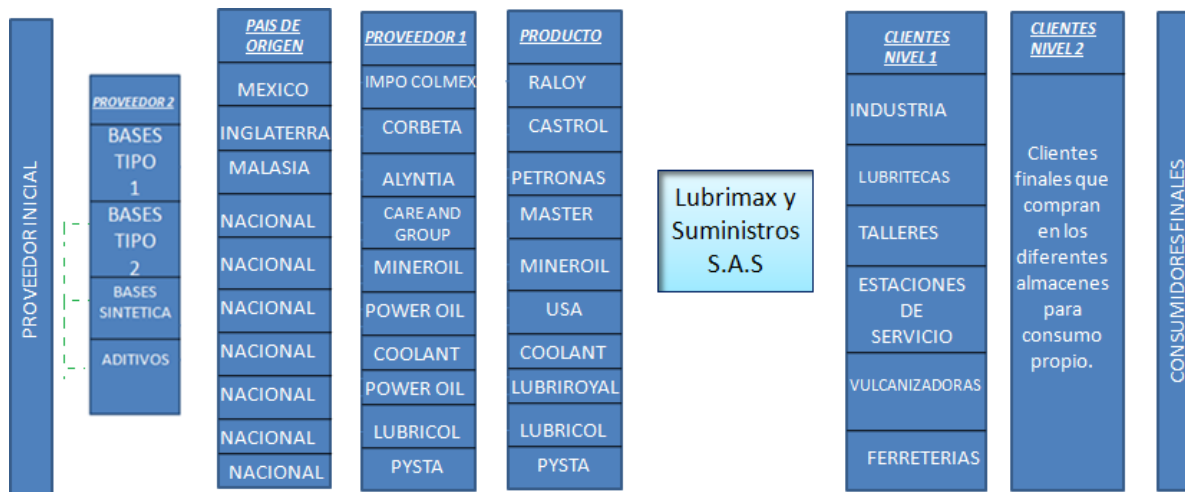 PROVEEDOR INICIAL
PROVEEDOR 2
BASES
TIPO
1
BASES
TIPO
2
BASES
SINTETICA
ADITIVOS
PAIS DE
ORIGEN
MEXICO
INGLATERRA
MALASIA
NACIONAL
NACIONAL
NACIONAL
NACIONAL
NACIONAL
NACIONAL
NACIONAL
PROVEEDOR 1
IMPO COLMEX
CORBETA
ALYNTIA
CARE AND
GROUP
MINEROIL
POWER OIL
COOLANT
POWER OIL
LUBRICOL
PYSTA
PRODUCTO
RALOY
CASTROL
PETRONAS
MASTER
MINEROIL
USA
COOLANT
LUBRIROYAL
LUBRICOL
PYSTA
Lubrimax y
Suministros
S.A.S
CLIENTES
NIVEL 1
INDUSTRIA
LUBRITECAS
TALLERES
ESTACIONES
DE
SERVICIO
VULCANIZADORAS
FERRETERIAS
CLIENTES
NIVEL 2
Clientes
finales que
compran
en los
diferentes
almacenes
para
consumo
propio.
CONSUMIDORES FINALES